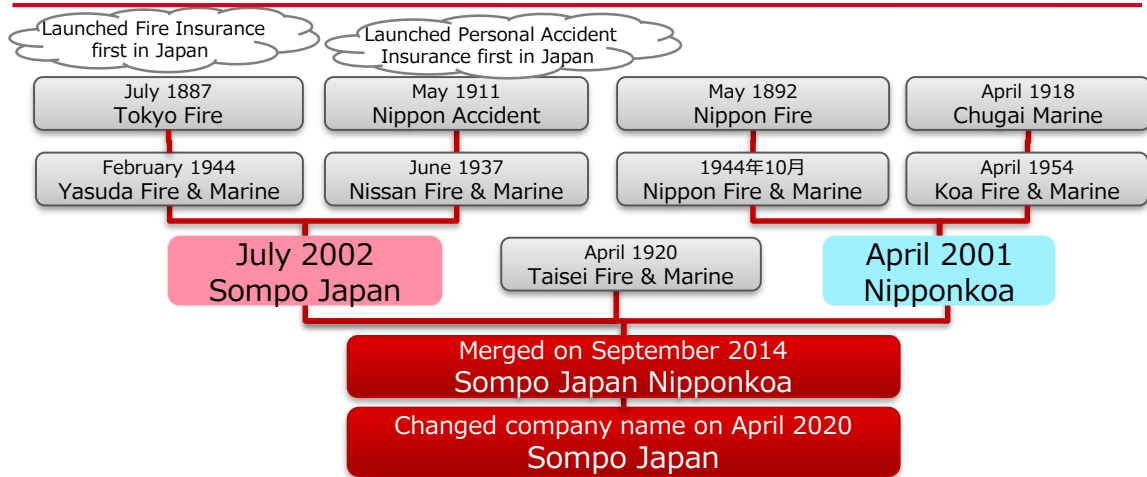 Launched Fire Insurance
first in Japan
Launched Personal Accident
Insurance first in Japan
July 1887
Tokyo Fire
May 1911
Nippon Accident
May 1892
Nippon Fire
April 1918
Chugai Marine
February 1944
Yasuda Fire & Marine
June 1937
Nissan Fire & Marine
1944年10月
Nippon Fire & Marine
April 1954
Koa Fire & Marine
July 2002
Sompo Japan
April 1920
Taisei Fire & Marine
April 2001
Nipponkoa
Merged on September 2014
Sompo Japan Nipponkoa
Changed company name on April 2020
Sompo Japan